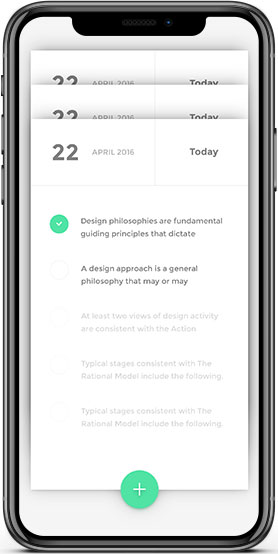 22 APRIL 2016 Today
22 APRIL 2016 Today
22 APRIL 2016 Today
Design philosophies are fundamental
guiding principles that dictate
A design approach is a general
philosophy that may or may
At least two views of design activity
are consistent with the Action
Typical stages consistent with The
Rational Model include the following.
Typical stages consistent with The
Rational Model include the following.